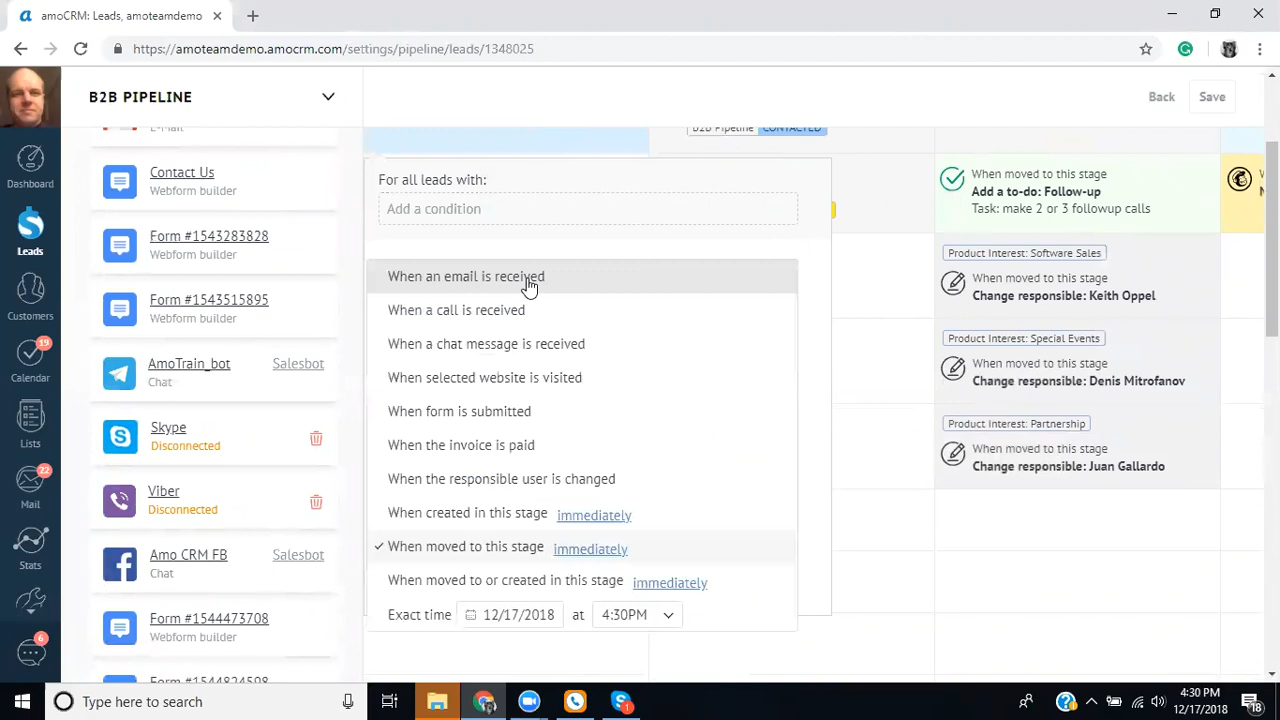 amoCRM: Leads, amoteamdemo
https://amoteamdemo.amocrm.com/settings/pipeline/leads/1348025
B2B PIPELINE
Back
Save
Dashboard
Leads
Customers
19
Calendar
Lists
22
Mail
Stats
6
E-Mail
Contact Us
Webform builder
Form #1543283828
Webform builder
Form #1543515895
Webform builder
AmoTrain_bot
Salesbot
Chat
Skype
Disconnected
Viber
Disconnected
Amo CRM FB
Salesbot
Chat
Form #1544473708
Webform builder
Form #1544824598
For all leads with:
Add a condition
When an email is received
When a call is received
When a chat message is received
When selected website is visited
When form is submitted
When the invoice is paid
When the responsible user is changed
When created in this stage immediately
When moved to this stage immediately
When moved to or created in this stage immediately
Exact time 12/17/2018 at 4:30PM
B2B Pipeline CONTACTED
When moved to this stage
Add a to-do: Follow-up
Task: make 2 or 3 followup calls
Product Interest: Software Sales
When moved to this stage
Change responsible: Keith Oppel
Product Interest: Special Events
When moved to this stage
Change responsible: Denis Mitrofanov
Product Interest: Partnership
When moved to this stage
Change responsible: Juan Gallardo
Type here to search
4:30 PM
12/17/2018
18